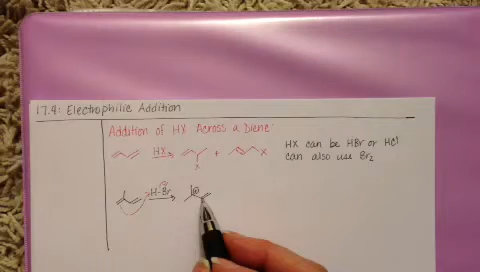 17.4: Electrophilic Addition
Addition of HX Across a Diene:
HX
X
+
X
HX can be HBr or HCl
can also use Br₂
H-Br
⊕